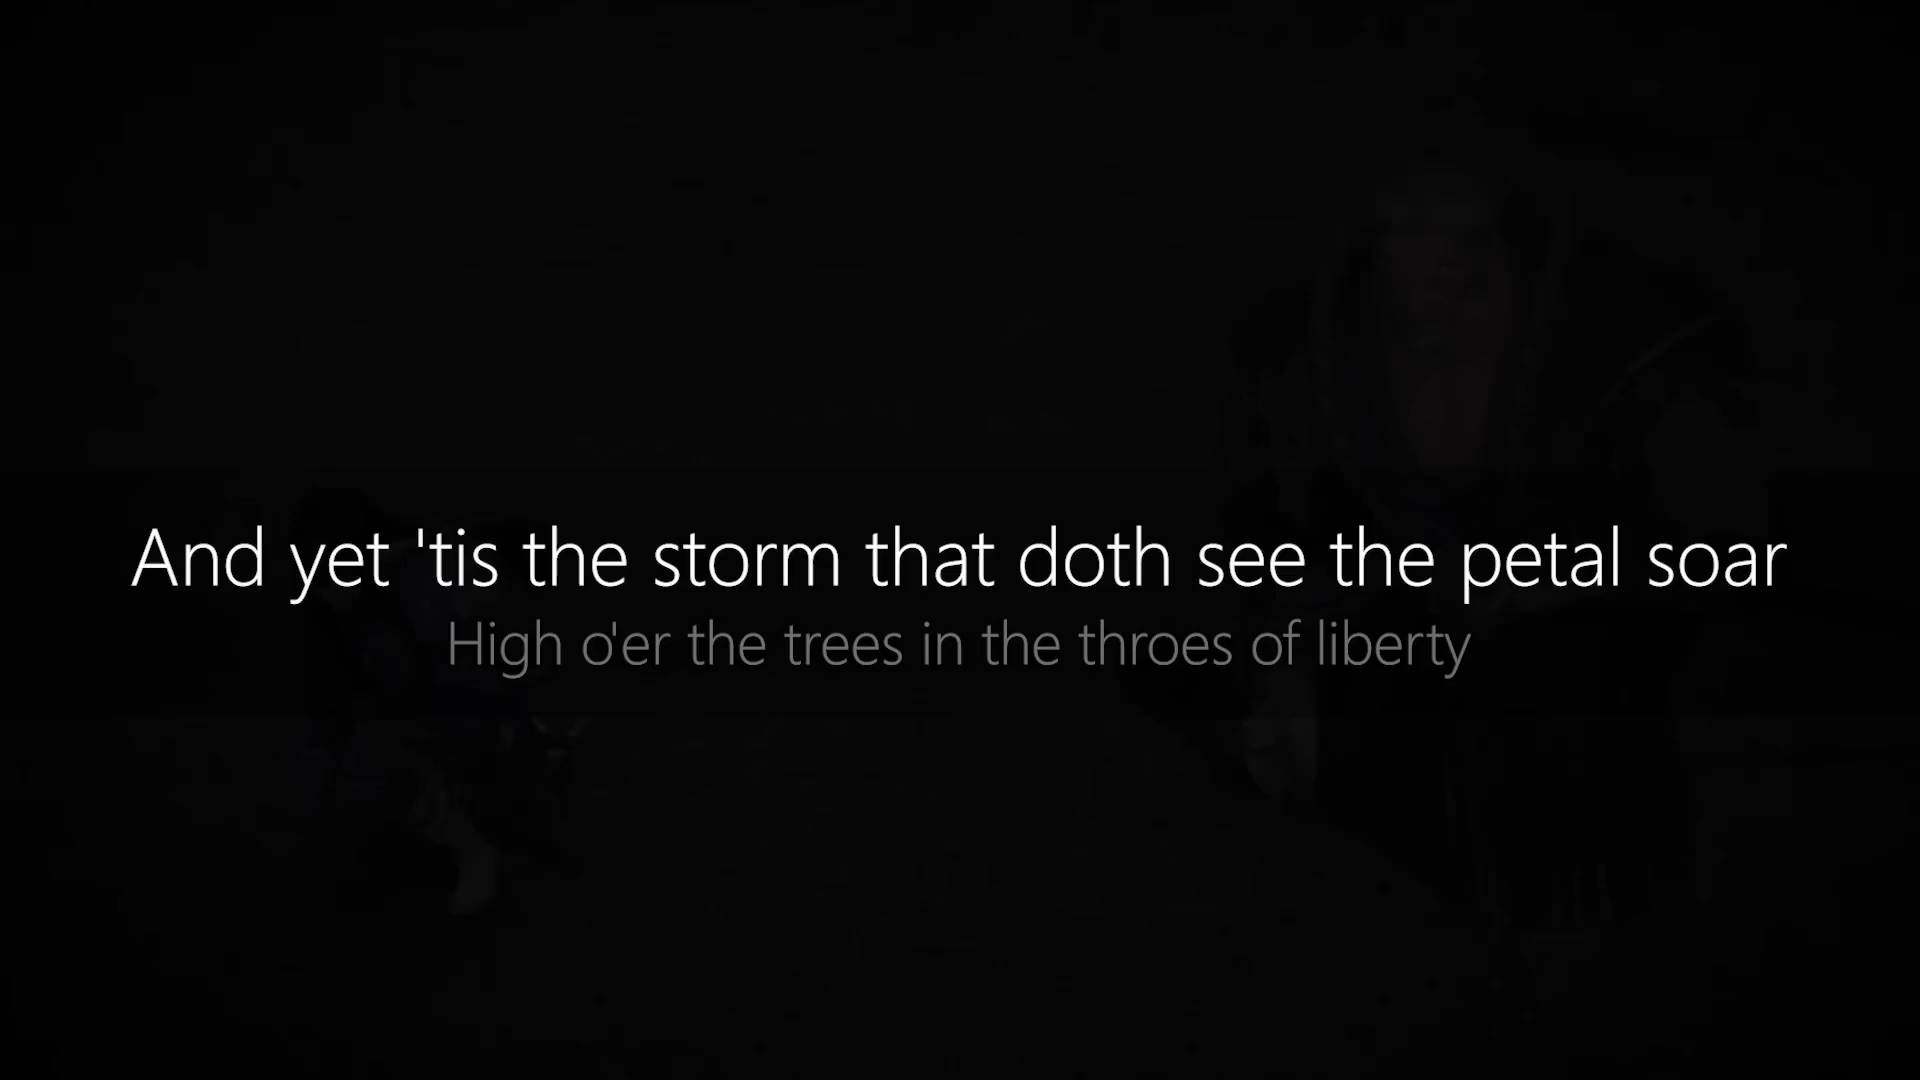 And yet 'tis the storm that doth see the petal soar
High o'er the trees in the throes of liberty